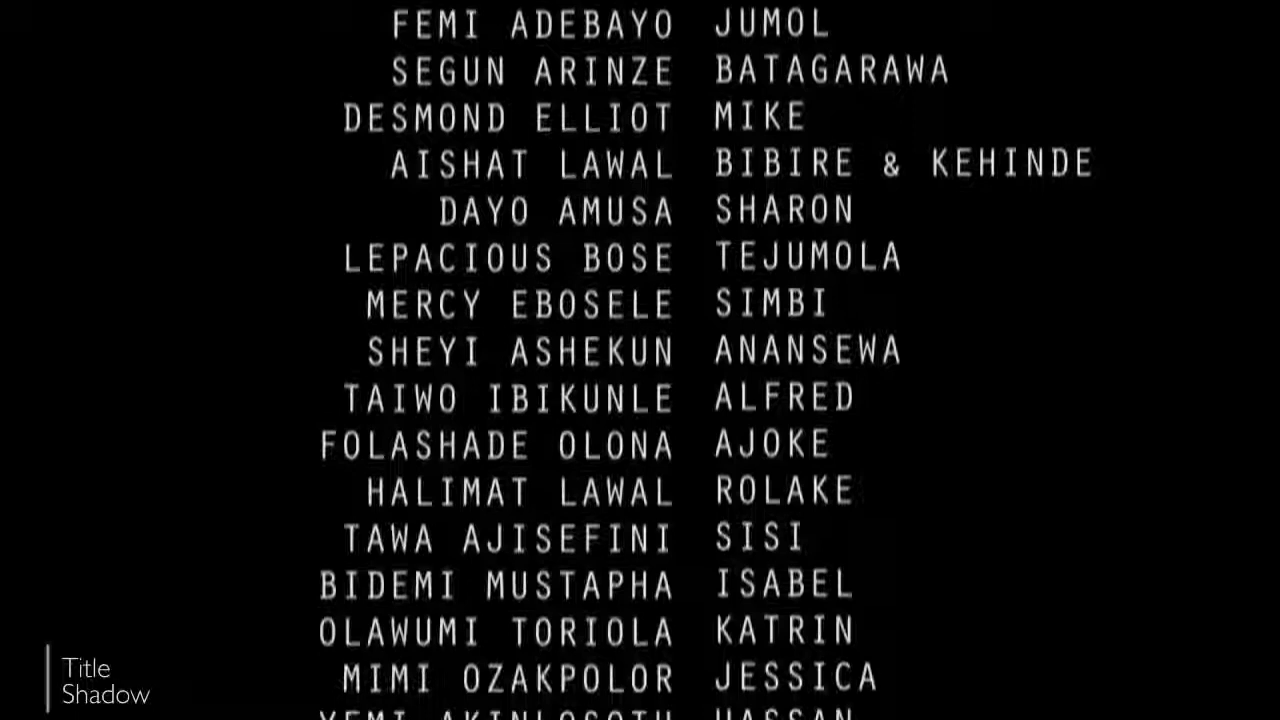 FEMI ADEBAYO JUMOL
SEGUN ARINZE BATAGARAWA
DESMOND ELLIOT MIKE
AISHAT LAWAL BIBIRE & KEHINDE
DAYO AMUSA SHARON
LEPACIOUS BOSE TEJUMOLA
MERCY EBOSELE SIMBI
SHEYI ASHEKUN ANANSEWA
TAIWO IBIKUNLE ALFRED
FOLASHADE OLONA AJOKE
HALIMAT LAWAL ROLAKE
TAWA AJISEFINI SISI
BIDEMI MUSTAPHA ISABEL
OLAWUMI TORIOLA KATRIN
MIMI OZAKPOLOR JESSICA
YEMI HASSAN
Title
Shadow